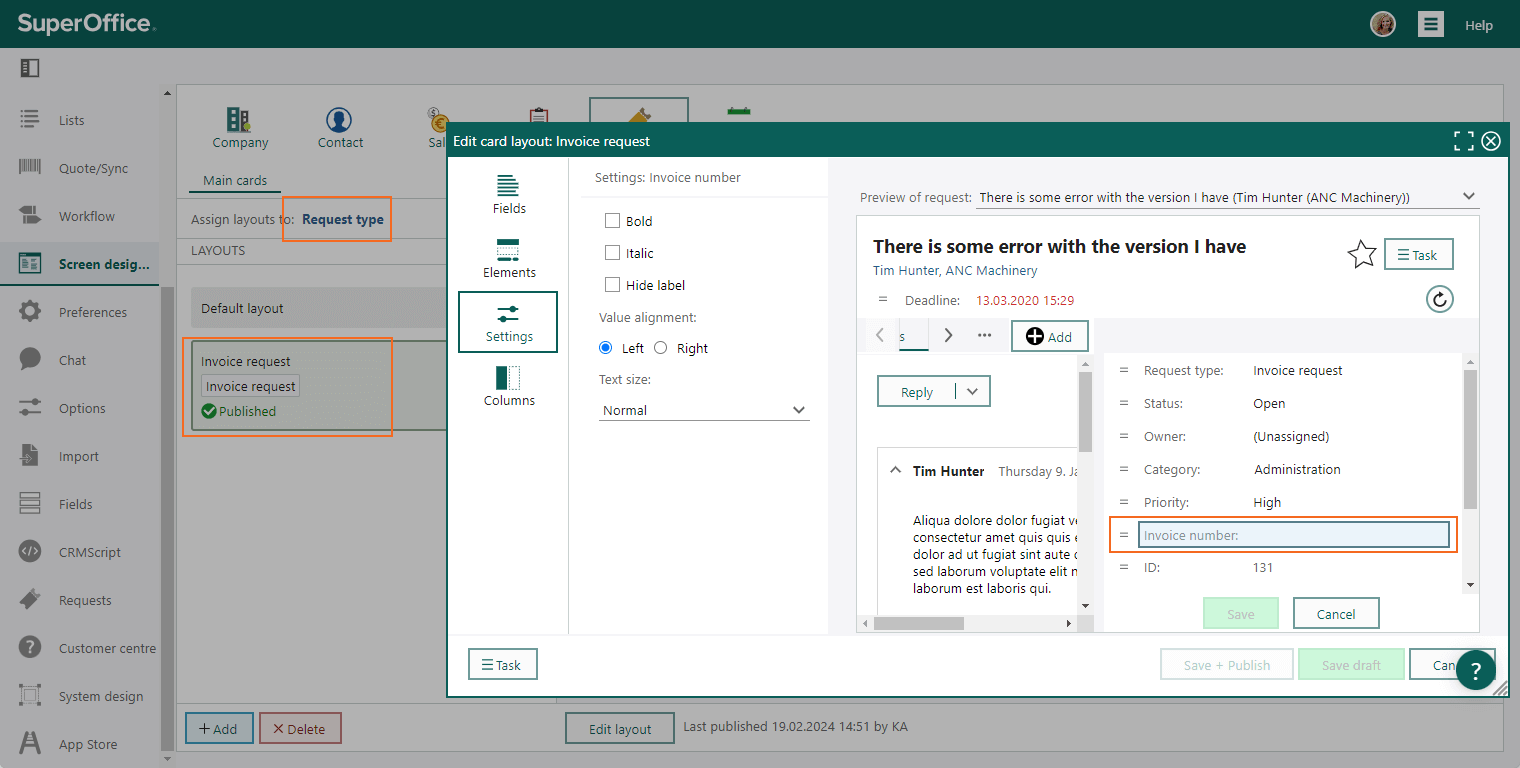 SuperOffice.
Help
Lists
Quote/Sync
Workflow
Screen desig...
Preferences
Chat
Options
Import
Fields
CRMScript
Requests
Customer centre
System design
App Store
Company
Contact
Sal
Main cards
Assign layouts to: Request type
LAYOUTS
Default layout
Invoice request
Invoice request
Published
+ Add
Delete
Edit layout
Last published 19.02.2024 14:51 by KA
Edit card layout: Invoice request
Fields
Elements
Settings
Columns
Settings: Invoice number
Bold
Italic
Hide label
Value alignment:
Left
Right
Text size:
Normal
Preview of request: There is some error with the version I have (Tim Hunter (ANC Machinery))
There is some error with the version I have
Task
Tim Hunter, ANC Machinery
= Deadline: 13.03.2020 15:29
s
...
Add
Reply
Tim Hunter Thursday 9. Ja
Aliqua dolore dolor fugiat ve
consectetur amet quis quis e
dolor ad ut fugiat sint aute c
sed laborum voluptate elit n
laborum est laboris qui.
= Request type: Invoice request
= Status: Open
= Owner: (Unassigned)
= Category: Administration
= Priority: High
= Invoice number:
= ID: 131
Save
Cancel
Task
Save + Publish
Save draft
Can
?